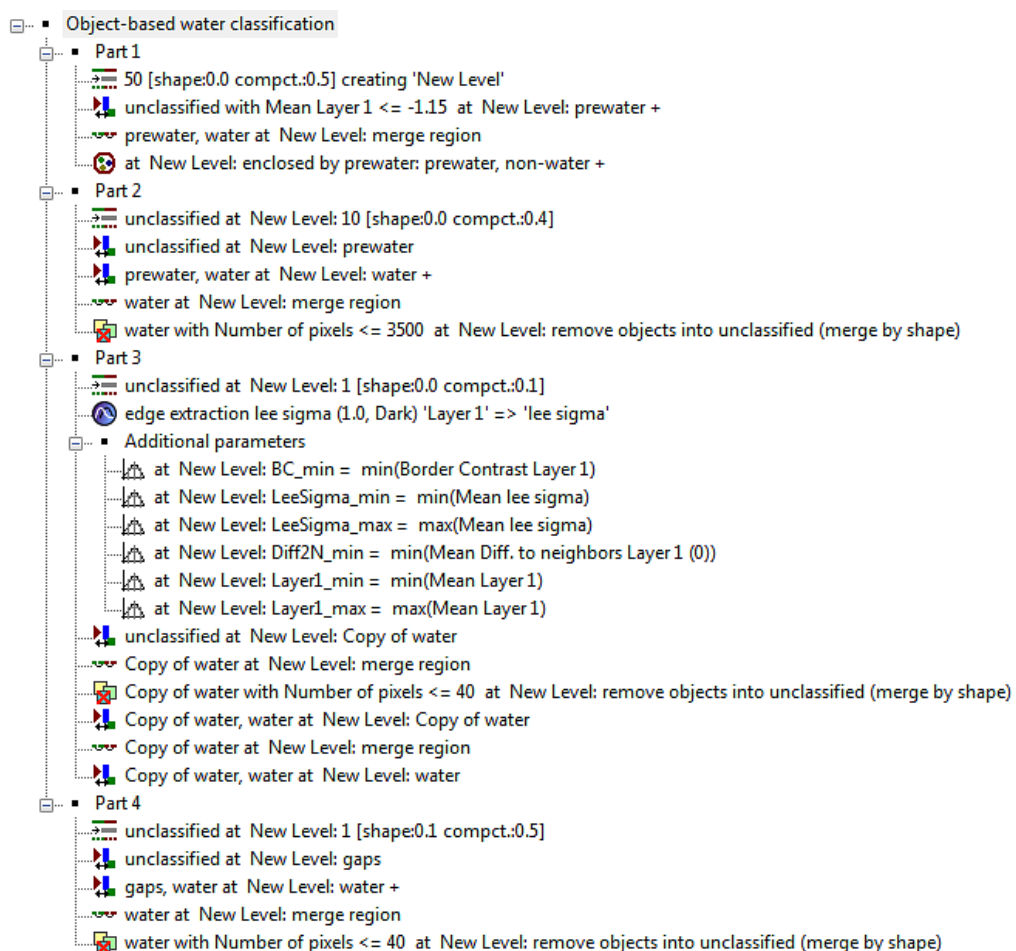 Object-based water classification
Part 1
50 [shape:0.0 compct.:0.5] creating 'New Level'
unclassified with Mean Layer 1 <= -1.15 at New Level: prewater +
prewater, water at New Level: merge region
at New Level: enclosed by prewater: prewater, non-water +
Part 2
unclassified at New Level: 10 [shape:0.0 compct.:0.4]
unclassified at New Level: prewater
prewater, water at New Level: water +
water at New Level: merge region
water with Number of pixels <= 3500 at New Level: remove objects into unclassified (merge by shape)
Part 3
unclassified at New Level: 1 [shape:0.0 compct.:0.1]
edge extraction lee sigma (1.0, Dark) 'Layer 1' => 'lee sigma'
Additional parameters
at New Level: BC_min = min(Border Contrast Layer 1)
at New Level: LeeSigma_min = min(Mean lee sigma)
at New Level: LeeSigma_max = max(Mean lee sigma)
at New Level: Diff2N_min = min(Mean Diff. to neighbors Layer 1 (0))
at New Level: Layer1_min = min(Mean Layer 1)
at New Level: Layer1_max = max(Mean Layer 1)
unclassified at New Level: Copy of water
Copy of water at New Level: merge region
Copy of water with Number of pixels <= 40 at New Level: remove objects into unclassified (merge by shape)
Copy of water, water at New Level: Copy of water
Copy of water at New Level: merge region
Copy of water, water at New Level: water
Part 4
unclassified at New Level: 1 [shape:0.1 compct.:0.5]
unclassified at New Level: gaps
gaps, water at New Level: water +
water at New Level: merge region
water with Number of pixels <= 40 at New Level: remove objects into unclassified (merge by shape)